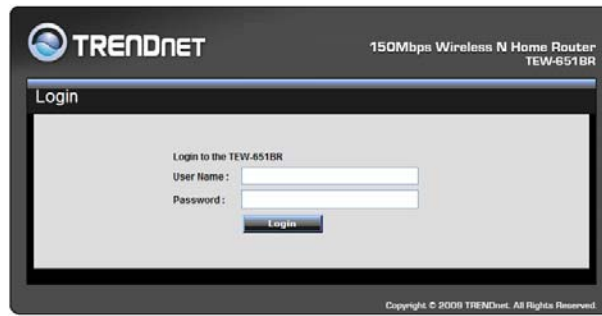 TRENDNET
150Mbps Wireless N Home Router
TEW-651BR
Login
Login to the TEW-651BR
User Name :
Password :
Login
Copyright © 2009 TRENDnet. All Rights Reserved.